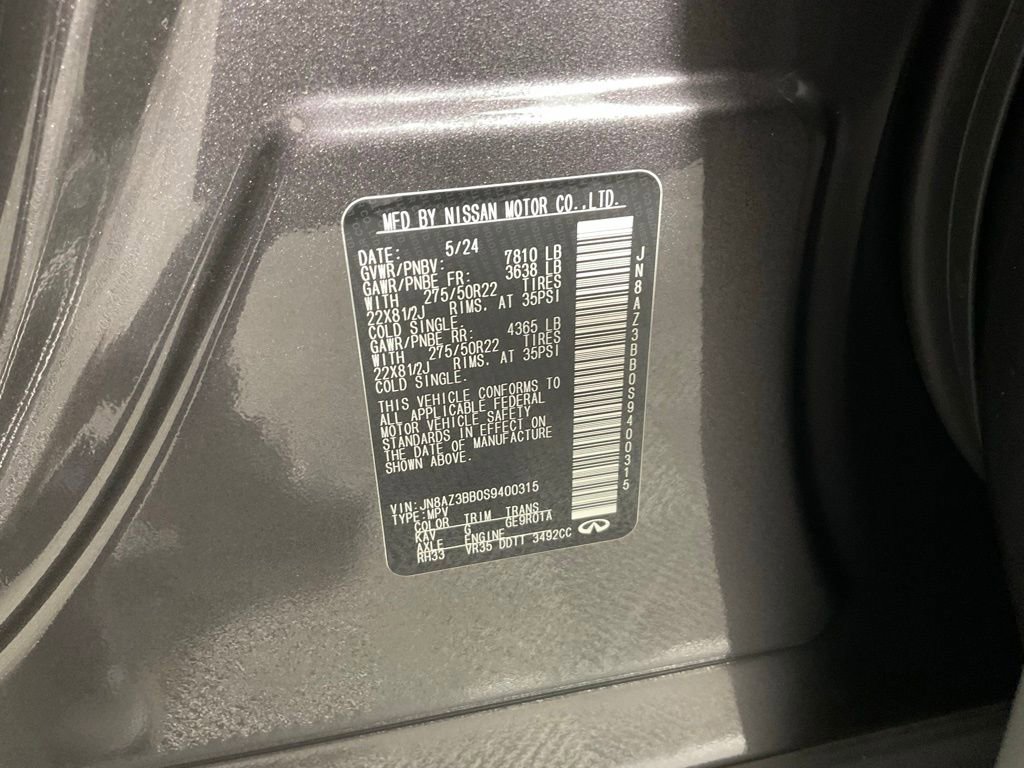 MFD BY NISSAN MOTOR CO.,LTD.
DATE: 5/24
GVWR/PNBV: 7810 LB
GAWR/PNBE FR: 3638 LB
WITH 275/50R22 TIRES
22X81/2J RIMS. AT 35PSI
COLD SINGLE.
GAWR/PNBE RR: 4365 LB
WITH 275/50R22 TIRES
22X81/2J RIMS. AT 35PSI
COLD SINGLE.
THIS VEHICLE CONFORMS TO
ALL APPLICABLE FEDERAL
MOTOR VEHICLE SAFETY
STANDARDS IN EFFECT ON
THE DATE OF MANUFACTURE
SHOWN ABOVE.
VIN:JN8AZ3BB0S9400315
TYPE:MPV
COLOR TRIM TRANS
KAV G GE9R01A
AXLE ENGINE
RH33 VR35 DDTT 3492CC
JN8AZ3BB0S9400315